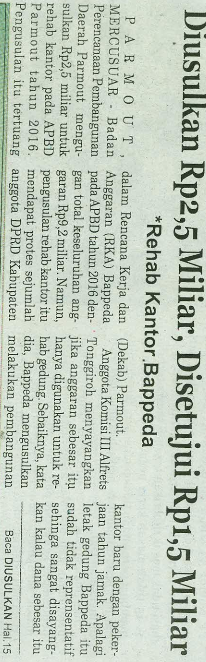 Diusulkan Rp2,5 Miliar, Disetujui Rp1,5 Miliar
*Rehab Kantor Bappeda
PARMOUT,
MERCUSUAR - Badan
Perencanaan Pembangunan
Daerah Parmout mengu-
sulkan Rp2,5 miliar untuk
rehab kantor pada APBD
Parmout tahun 2016.
Pengusulan itu tertuang
dalam Rencana Kerja dan
Anggaran (RKA) Bappeda
pada APBD tahun 2016 den-
gan total keseluruhan ang-
garan Rp9,2 miliar. Namun,
pengusulan rehab kantor itu
mendapat protes sejumlah
anggota DPRD Kabupaten
(Dekab) Parmout.
Anggota Komisi III Alfrets
Tonggiroh menyayangkan
jika anggaran sebesar itu
hanya digunakan untuk re-
hab gedung. Sebaiknya, kata
dia, Bappeda mengusulkan
melakukan pembangunan
kantor baru dengan peker-
jaan tahun jamak. Apalagi
letak gedung Bappeda itu
sudah tidak reprensentatif
sehinga sangat disayang-
kan kalau dana sebesar itu
Baca DIUSULKAN Hal.15